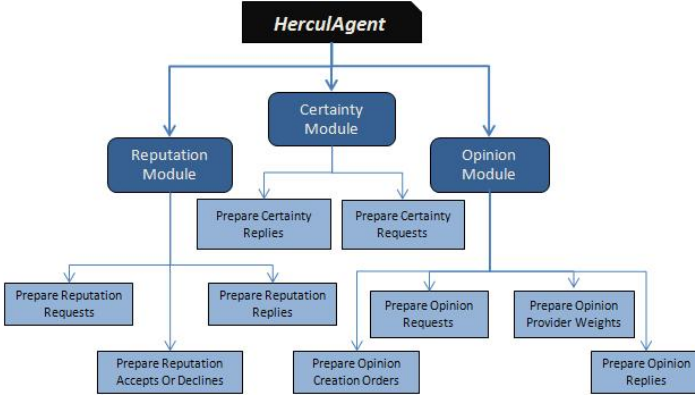 HerculAgent
Certainty
Module
Reputation
Module
Opinion
Module
Prepare Certainty
Replies
Prepare Certainty
Requests
Prepare Reputation
Requests
Prepare Reputation
Replies
Prepare Opinion
Requests
Prepare Opinion
Provider Weights
Prepare Reputation
Accepts Or Declines
Prepare Opinion
Creation Orders
Prepare Opinion
Replies